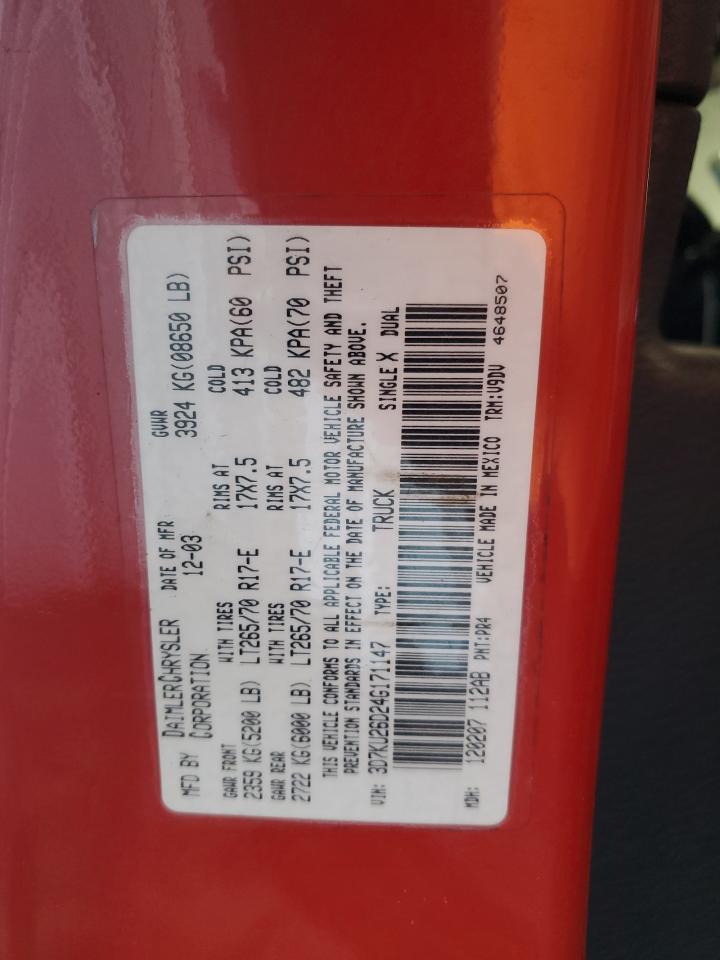 MFD BY DAIMLERCHRYSLER CORPORATION DATE OF MFR 12-03 GVWR 3924 KG(08650 LB)
GAWR FRONT WITH TIRES RIMS AT COLD
2359 KG(5200 LB) LT265/70 R17-E 17X7.5 413 KPA(60 PSI)
GAWR REAR WITH TIRES RIMS AT COLD
2722 KG(6000 LB) LT265/70 R17-E 17X7.5 482 KPA(70 PSI)
THIS VEHICLE CONFORMS TO ALL APPLICABLE FEDERAL MOTOR VEHICLE SAFETY AND THEFT
PREVENTION STANDARDS IN EFFECT ON THE DATE OF MANUFACTURE SHOWN ABOVE.
VIN: 3D7KU26D24G171147 TYPE: TRUCK SINGLE X DUAL
MDH: 120207 112AB PNT:PR4 VEHICLE MADE IN MEXICO TRM:V9DV 4648507